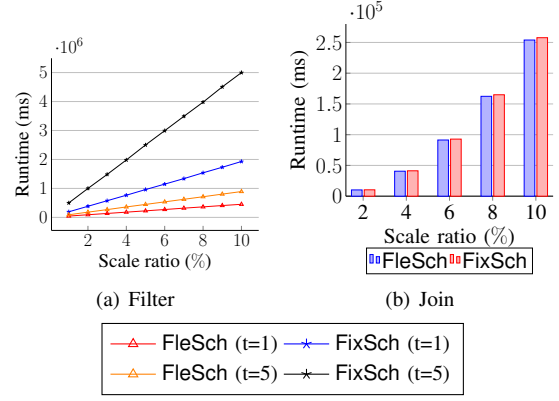 ·10^6
5
4
3
2
1
0
Runtime (ms)
2 4 6 8 10
Scale ratio (%)
(a) Filter
·10^5
2.5
2
1.5
1
0.5
0
Runtime (ms)
2 4 6 8 10
Scale ratio (%)
FleSch FixSch
(b) Join
FleSch (t=1) FixSch (t=1)
FleSch (t=5) FixSch (t=5)